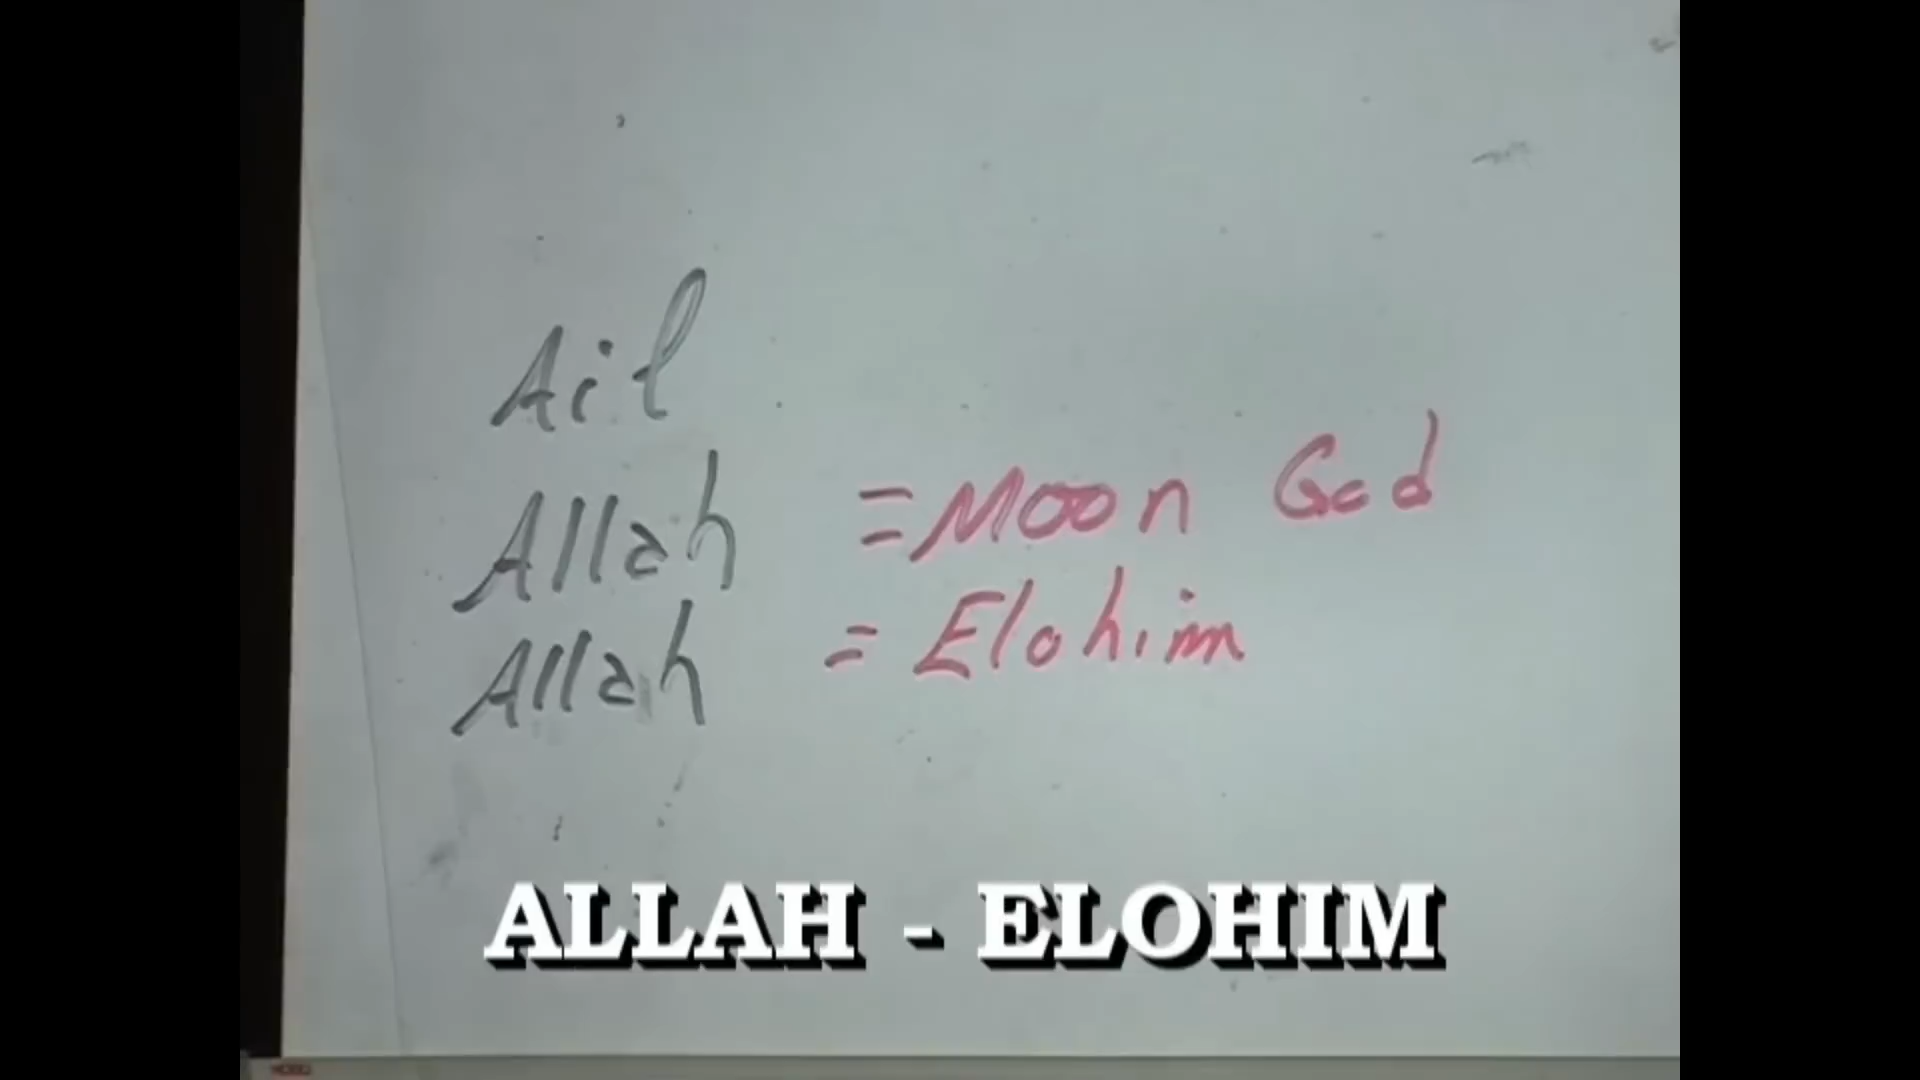 Ail
Allah = Moon God
Allah = Elohim
ALLAH - ELOHIM